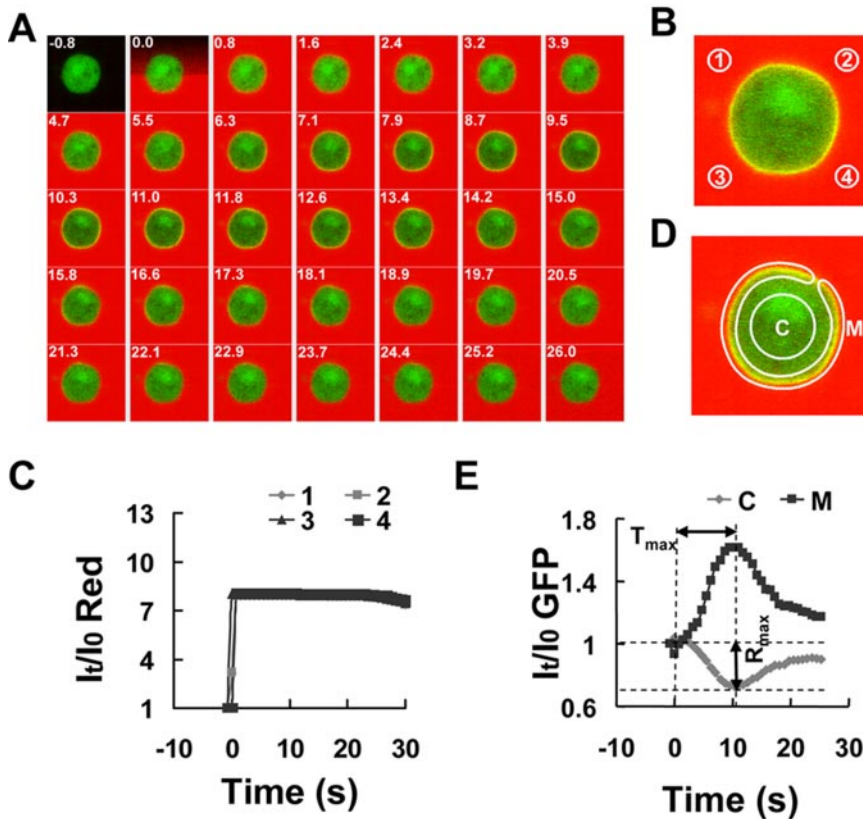 A
-0.8 0.0 0.8 1.6 2.4 3.2 3.9
4.7 5.5 6.3 7.1 7.9 8.7 9.5
10.3 11.0 11.8 12.6 13.4 14.2 15.0
15.8 16.6 17.3 18.1 18.9 19.7 20.5
21.3 22.1 22.9 23.7 24.4 25.2 26.0
B
① ②
③ ④
D
C M
C
1 2
3 4
13
10
7
4
1
-10 0 10 20 30
It/I0 Red
Time (s)
E
C M
1.8
1.4
1
0.6
Tmax
Rmax
-10 0 10 20 30
It/I0 GFP
Time (s)